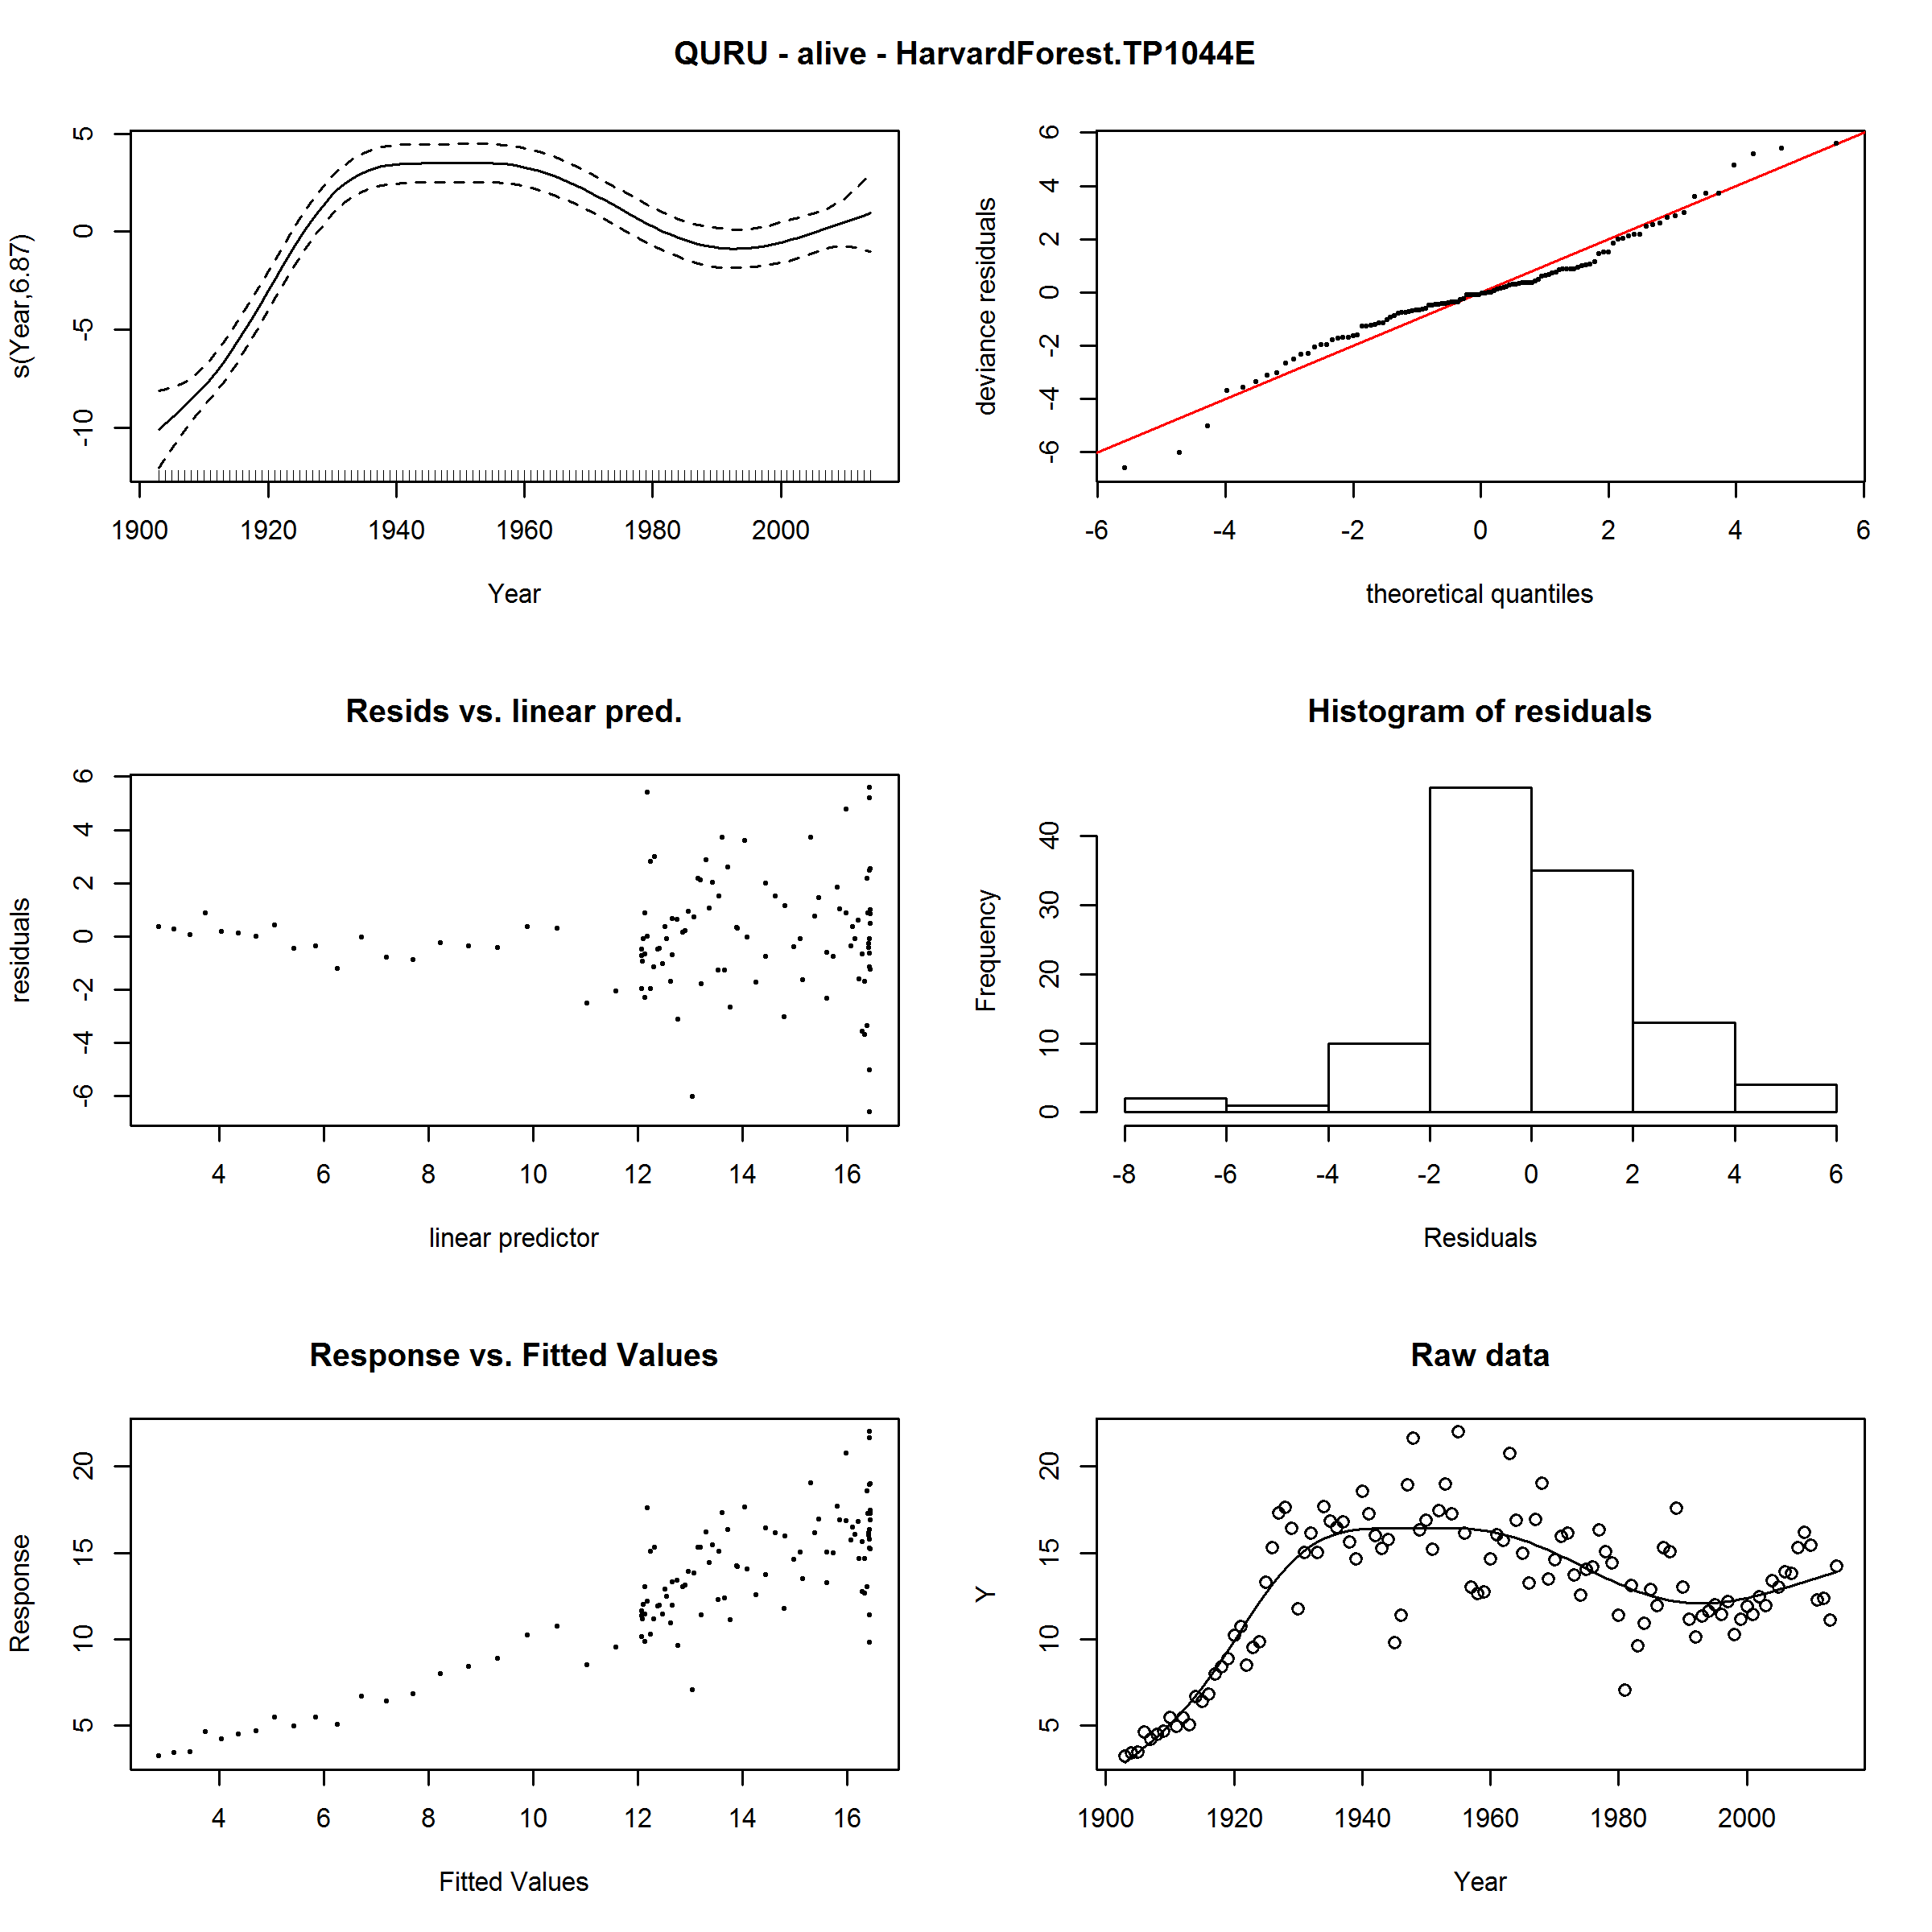 QURU - alive - HarvardForest.TP1044E
s(Year,6.87)
5
0
-5
-10
1900 1920 1940 1960 1980 2000
Year
deviance residuals
6
4
2
0
-2
-4
-6
-6 -4 -2 0 2 4 6
theoretical quantiles
Resids vs. linear pred.
residuals
6
4
2
0
-2
-4
-6
4 6 8 10 12 14 16
linear predictor
Histogram of residuals
Frequency
40
30
20
10
0
-8 -6 -4 -2 0 2 4 6
Residuals
Response vs. Fitted Values
Response
20
15
10
5
4 6 8 10 12 14 16
Fitted Values
Raw data
Y
20
15
10
5
1900 1920 1940 1960 1980 2000
Year